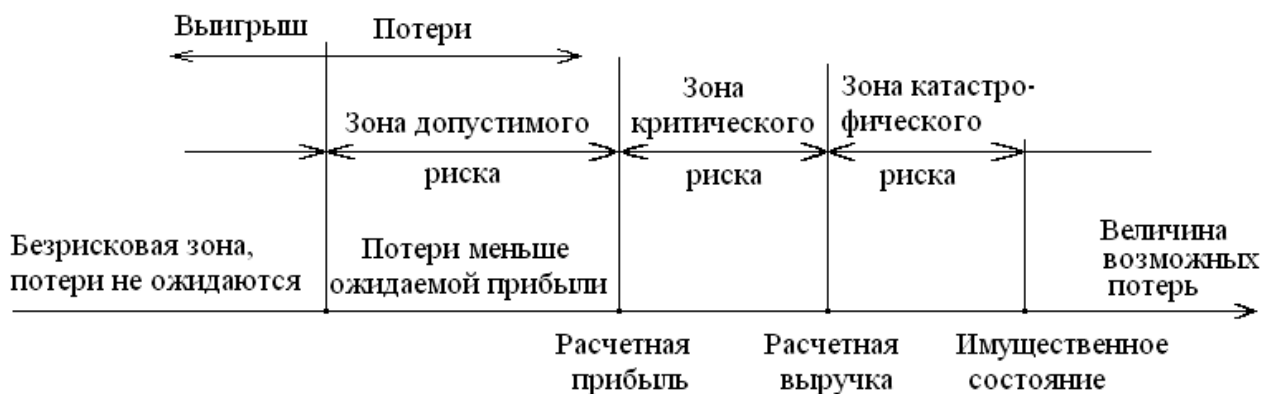 Выигрыш Потери
Зона допустимого
риска
Зона
критического
риска
Зона катастро-
фического
риска
Безрисковая зона,
потери не ожидаются
Потери меньше
ожидаемой прибыли
Величина
возможных
потерь
Расчетная
прибыль
Расчетная
выручка
Имущественное
состояние